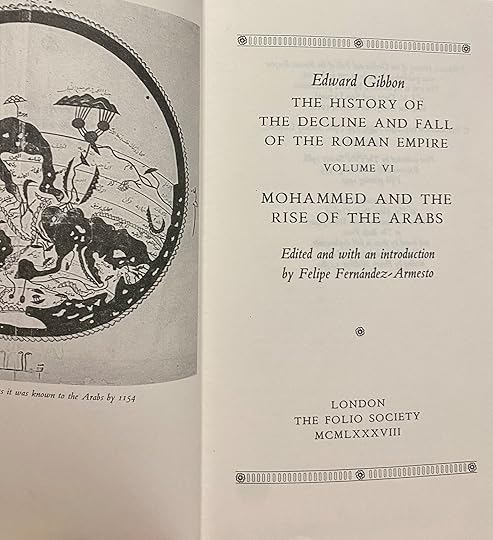 s it was known to the Arabs by 1154
Edward Gibbon
THE HISTORY OF
THE DECLINE AND FALL
OF THE ROMAN EMPIRE
VOLUME VI
MOHAMMED AND THE
RISE OF THE ARABS
Edited and with an introduction
by Felipe Fernández-Armesto
LONDON
THE FOLIO SOCIETY
MCMLXXXVIII